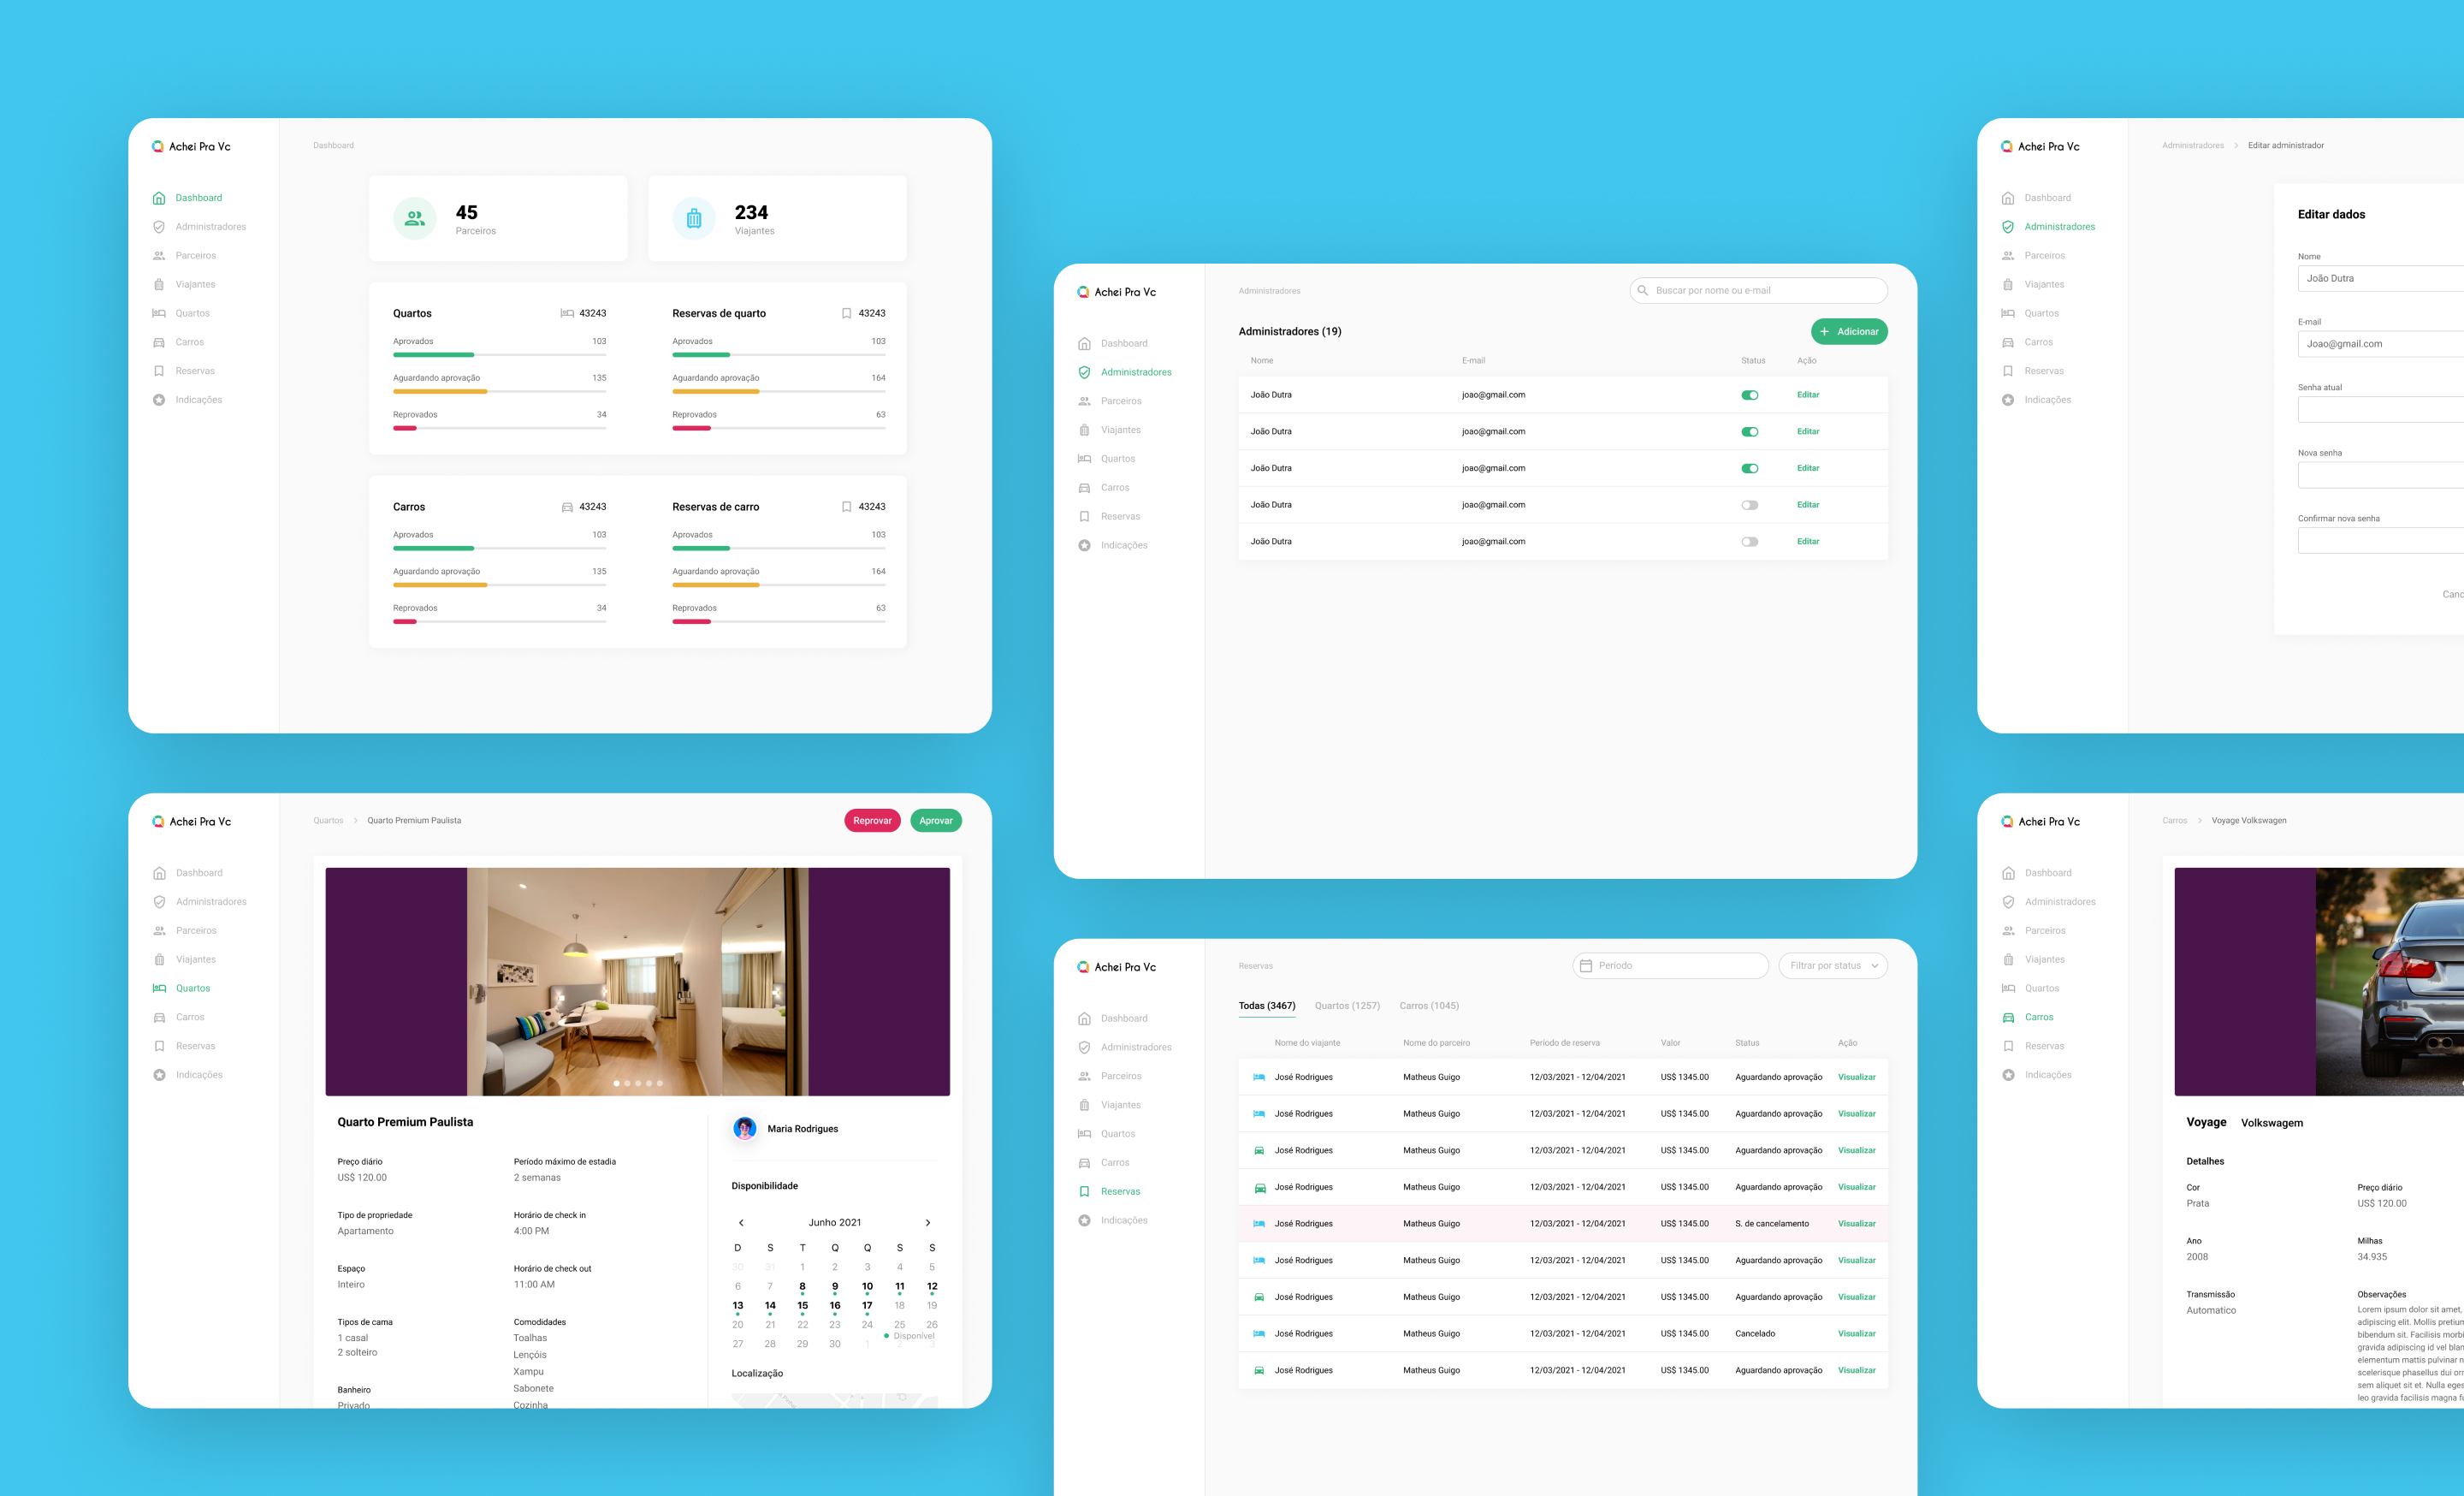 Achei Pra Vc
Dashboard
Dashboard
Administradores
Parceiros
Viajantes
Quartos
Carros
Reservas
Indicações
45
Parceiros
234
Viajantes
Quartos 43243
Aprovados 103
Aguardando aprovação 135
Reprovados 34
Reservas de quarto 43243
Aprovados 103
Aguardando aprovação 164
Reprovados 63
Carros 43243
Aprovados 103
Aguardando aprovação 135
Reprovados 34
Reservas de carro 43243
Aprovados 103
Aguardando aprovação 164
Reprovados 63
Achei Pra Vc
Dashboard
Administradores
Parceiros
Viajantes
Quartos
Carros
Reservas
Indicações
Administradores
Buscar por nome ou e-mail
Administradores (19)
Adicionar
Nome E-mail Status Ação
João Dutra joao@gmail.com Editar
João Dutra joao@gmail.com Editar
João Dutra joao@gmail.com Editar
João Dutra joao@gmail.com Editar
João Dutra joao@gmail.com Editar
Achei Pra Vc
Dashboard
Administradores
Parceiros
Viajantes
Quartos
Carros
Reservas
Indicações
Administradores > Editar administrador
Editar dados
Nome
João Dutra
E-mail
Joao@gmail.com
Senha atual
Nova senha
Confirmar nova senha
Canc
Achei Pra Vc
Dashboard
Administradores
Parceiros
Viajantes
Quartos
Carros
Reservas
Indicações
Quartos > Quarto Premium Paulista
Reprovar Aprovar
Quarto Premium Paulista
Preço diário
US$ 120.00
Período máximo de estadia
2 semanas
Tipo de propriedade
Apartamento
Horário de check in
4:00 PM
Espaço
Inteiro
Horário de check out
11:00 AM
Tipos de cama
1 casal
2 solteiro
Comodidades
Toalhas
Lençóis
Xampu
Sabonete
Cozinha
Banheiro
Privado
Maria Rodrigues
Disponibilidade
Junho 2021
D S T Q Q S S
30 31 1 2 3 4 5
6 7 8 9 10 11 12
13 14 15 16 17 18 19
20 21 22 23 24 25 26
Disponível
27 28 29 30 1 2 3
Localização
Achei Pra Vc
Dashboard
Administradores
Parceiros
Viajantes
Quartos
Carros
Reservas
Indicações
Reservas
Período
Filtrar por status
Todas (3467) Quartos (1257) Carros (1045)
Nome do viajante Nome do parceiro Período de reserva Valor Status Ação
José Rodrigues Matheus Guigo 12/03/2021 - 12/04/2021 US$ 1345.00 Aguardando aprovação Visualizar
José Rodrigues Matheus Guigo 12/03/2021 - 12/04/2021 US$ 1345.00 Aguardando aprovação Visualizar
José Rodrigues Matheus Guigo 12/03/2021 - 12/04/2021 US$ 1345.00 Aguardando aprovação Visualizar
José Rodrigues Matheus Guigo 12/03/2021 - 12/04/2021 US$ 1345.00 Aguardando aprovação Visualizar
José Rodrigues Matheus Guigo 12/03/2021 - 12/04/2021 US$ 1345.00 S. de cancelamento Visualizar
José Rodrigues Matheus Guigo 12/03/2021 - 12/04/2021 US$ 1345.00 Aguardando aprovação Visualizar
José Rodrigues Matheus Guigo 12/03/2021 - 12/04/2021 US$ 1345.00 Aguardando aprovação Visualizar
José Rodrigues Matheus Guigo 12/03/2021 - 12/04/2021 US$ 1345.00 Cancelado Visualizar
José Rodrigues Matheus Guigo 12/03/2021 - 12/04/2021 US$ 1345.00 Aguardando aprovação Visualizar
Achei Pra Vc
Dashboard
Administradores
Parceiros
Viajantes
Quartos
Carros
Reservas
Indicações
Carros > Voyage Volkswagen
Voyage Volkswagem
Detalhes
Cor
Prata
Preço diário
US$ 120.00
Ano
2008
Milhas
34.935
Transmissão
Automatico
Observações
Lorem ipsum dolor sit amet,
adipiscing elit. Mollis pretium
bibendum sit. Facilisis morbi
gravida adipiscing id vel blan
elementum mattis pulvinar n
scelerisque phasellus dui orn
sem aliquet sit et. Nulla eges
leo gravida facilisis magna fu